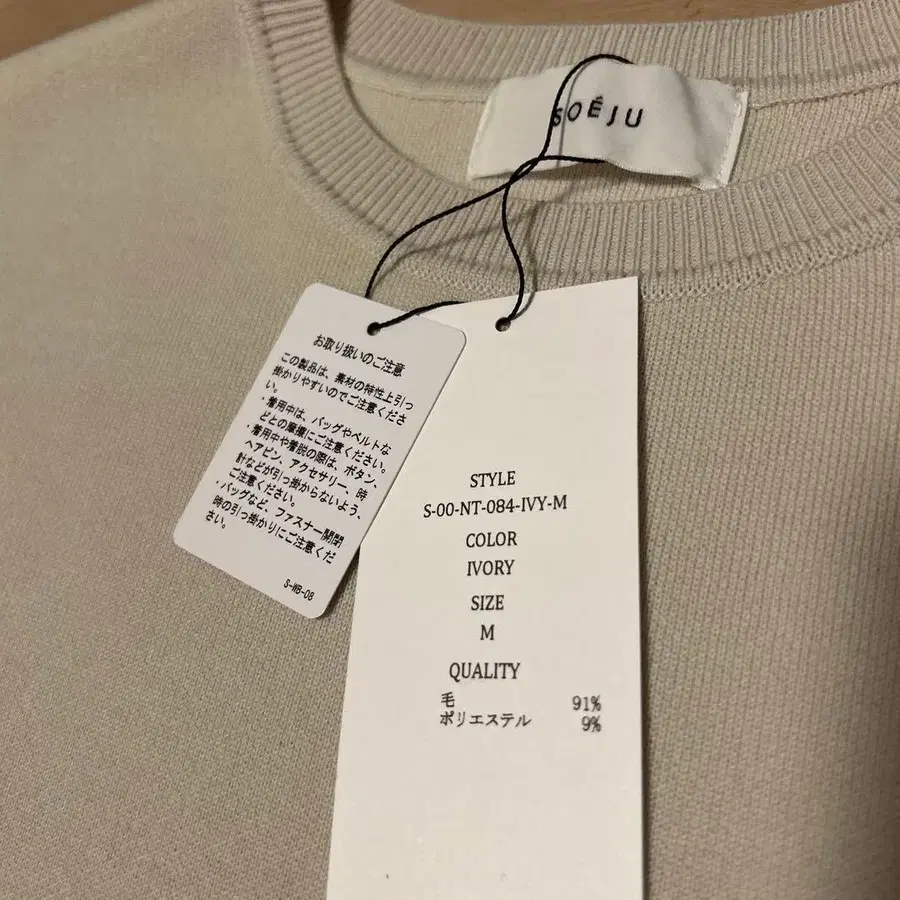 SOÉJU
お取り扱いのご注意
この製品は、素材の特性上引っ
掛かりやすいのでご注意くださ
い。
・着用中は、バッグやベルトな
どとの摩擦にご注意ください。
・着用中や着脱の際は、ボタン、
ヘアピン、アクセサリー、時
計などが引っ掛からないよう、
ご注意ください。
・バッグなど、ファスナー開閉
時の引っ掛かりにご注意くだ
さい。
S-WB-08
STYLE
S-00-NT-084-IVY-M
COLOR
IVORY
SIZE
M
QUALITY
毛 91%
ポリエステル 9%